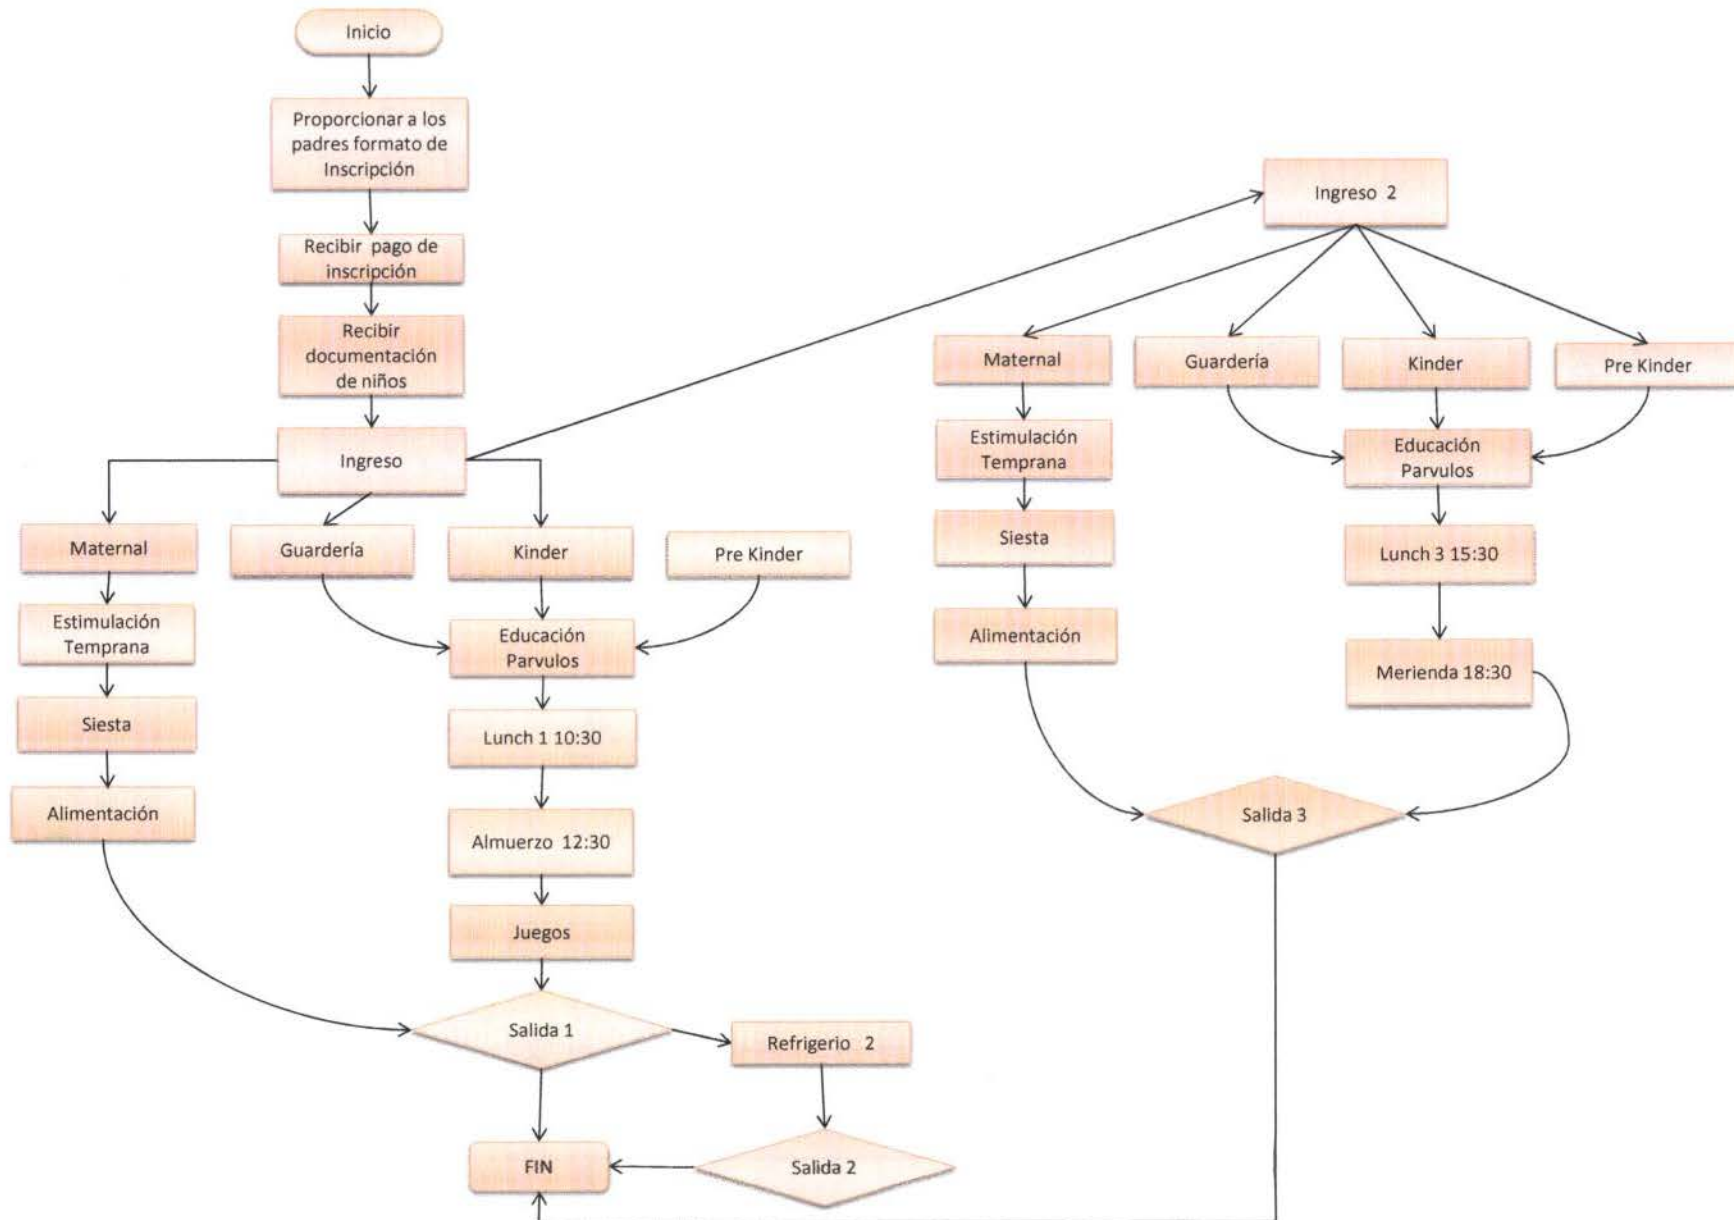 Inicio
Proporcionar a los
padres formato de
Inscripción
Recibir pago de
inscripción
Recibir
documentación
de niños
Ingreso
Maternal
Guardería
Kinder
Pre Kinder
Estimulación
Temprana
Siesta
Alimentación
Educación
Parvulos
Lunch 1 10:30
Almuerzo 12:30
Juegos
Salida 1
Refrigerio 2
Salida 2
FIN
Ingreso 2
Maternal
Guardería
Kinder
Pre Kinder
Estimulación
Temprana
Siesta
Alimentación
Educación
Parvulos
Lunch 3 15:30
Merienda 18:30
Salida 3